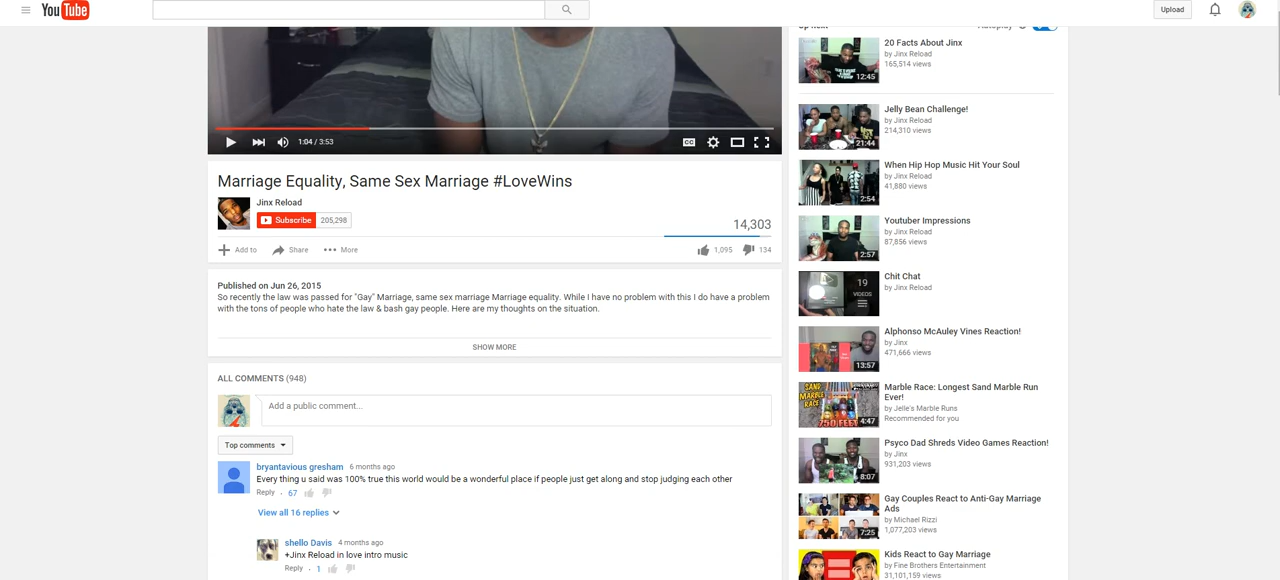 YouTube
Upload
1:04 / 3:53
CC
Marriage Equality, Same Sex Marriage #LoveWins
Jinx Reload
Subscribe 205,298
14,303
Add to Share More 1,095 134
Published on Jun 26, 2015
So recently the law was passed for "Gay" Marriage, same sex marriage Marriage equality. While I have no problem with this I do have a problem
with the tons of people who hate the law & bash gay people. Here are my thoughts on the situation.
SHOW MORE
ALL COMMENTS (948)
Add a public comment...
Top comments
bryantavious gresham 6 months ago
Every thing u said was 100% true this world would be a wonderful place if people just get along and stop judging each other
Reply · 67
View all 16 replies
shello Davis 4 months ago
+Jinx Reload in love intro music
Reply · 1
Up next Autoplay
12:45
20 Facts About Jinx
by Jinx Reload
165,514 views
21:44
Jelly Bean Challenge!
by Jinx Reload
214,310 views
2:54
When Hip Hop Music Hit Your Soul
by Jinx Reload
41,880 views
2:57
Youtuber Impressions
by Jinx Reload
87,856 views
19
VIDEOS
Chit Chat
by Jinx Reload
13:57
Alphonso McAuley Vines Reaction!
by Jinx
471,666 views
SAND
MARBLE
RACE
750 FEET
4:47
Marble Race: Longest Sand Marble Run
Ever!
by Jelle's Marble Runs
Recommended for you
8:07
Psyco Dad Shreds Video Games Reaction!
by Jinx
931,203 views
7:25
Gay Couples React to Anti-Gay Marriage
Ads
by Michael Rizzi
1,077,203 views
Kids React to Gay Marriage
by Fine Brothers Entertainment
31,101,159 views